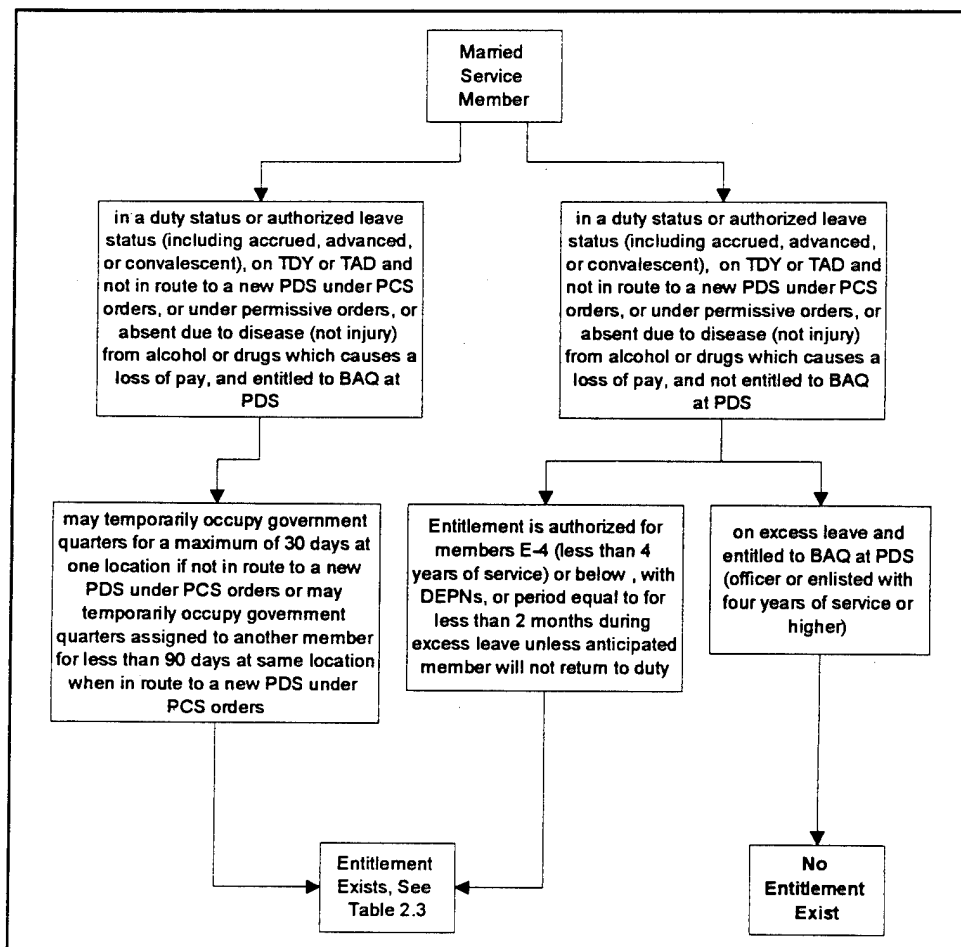 Married
Service
Member
in a duty status or authorized leave
status (including accrued, advanced,
or convalescent), on TDY or TAD and
not in route to a new PDS under PCS
orders, or under permissive orders, or
absent due to disease (not injury)
from alcohol or drugs which causes a
loss of pay, and entitled to BAQ at
PDS
in a duty status or authorized leave
status (including accrued, advanced,
or convalescent), on TDY or TAD and
not in route to a new PDS under PCS
orders, or under permissive orders, or
absent due to disease (not injury)
from alcohol or drugs which causes a
loss of pay, and not entitled to BAQ
at PDS
may temporarily occupy government
quarters for a maximum of 30 days at
one location if not in route to a new
PDS under PCS orders or may
temporarily occupy government
quarters assigned to another member
for less than 90 days at same location
when in route to a new PDS under
PCS orders
Entitlement is authorized for
members E-4 (less than 4
years of service) or below , with
DEPNs, or period equal to for
less than 2 months during
excess leave unless anticipated
member will not return to duty
on excess leave and
entitled to BAQ at PDS
(officer or enlisted with
four years of service or
higher)
Entitlement
Exists, See
Table 2.3
No
Entitlement
Exist